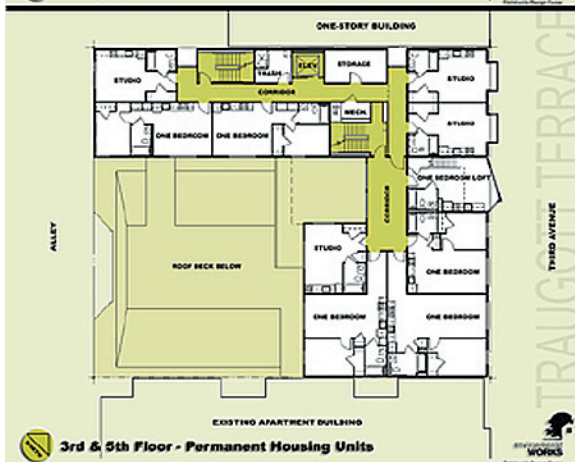 ONE-STORY BUILDING
STUDIO
TRASH
ELEV
STORAGE
STUDIO
CORRIDOR
MECH.
STUDIO
ONE BEDROOM
ONE BEDROOM
ONE BEDROOM LOFT
CORRIDOR
ALLEY
THIRD AVENUE
TRAUGOTT TERRACE
STUDIO
ROOF DECK BELOW
ONE BEDROOM
ONE BEDROOM
ONE BEDROOM
EXISTING APARTMENT BUILDING
NORTH
3rd & 5th Floor - Permanent Housing Units
ENVIRONMENTAL
WORKS